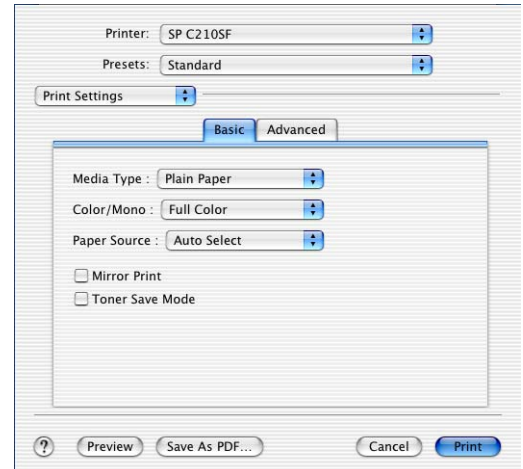 Printer: SP C210SF
Presets: Standard
Print Settings
Basic Advanced
Media Type : Plain Paper
Color/Mono : Full Color
Paper Source : Auto Select
Mirror Print
Toner Save Mode
? Preview Save As PDF... Cancel Print